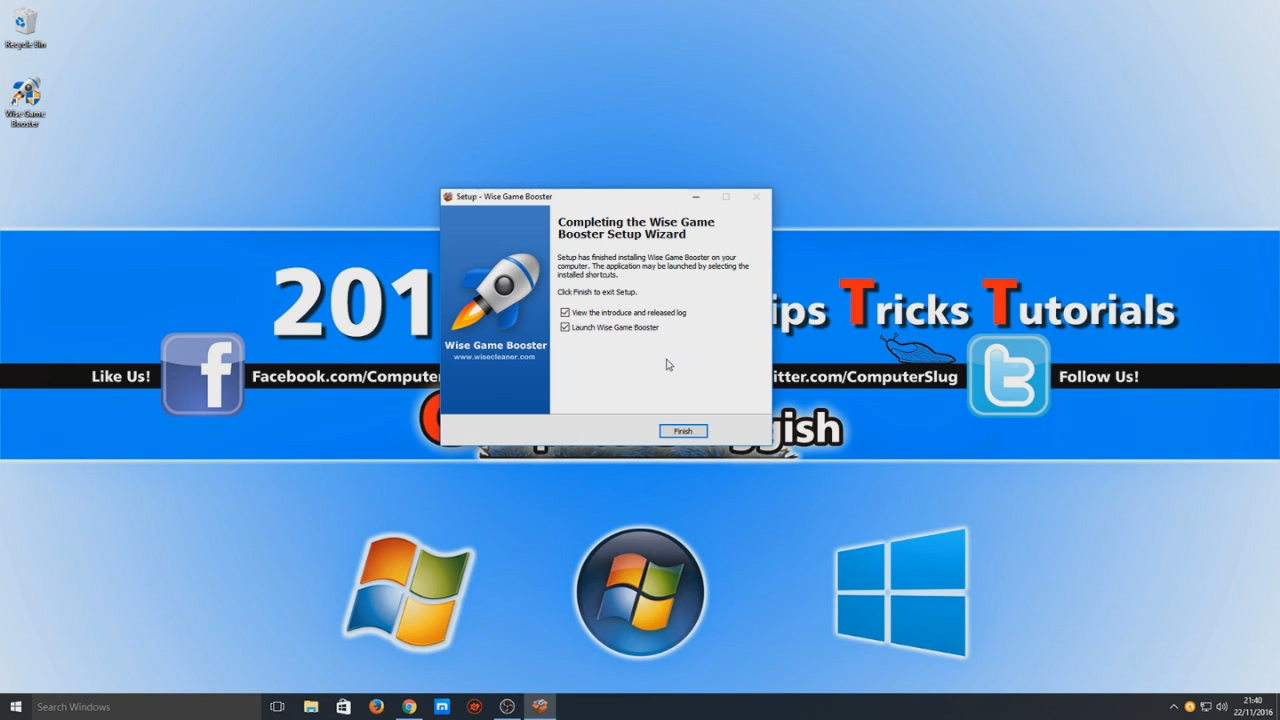 Recycle Bin
Wise Game
Booster
Setup - Wise Game Booster
Completing the Wise Game
Booster Setup Wizard
Setup has finished installing Wise Game Booster on your
computer. The application may be launched by selecting the
installed shortcuts.
Click Finish to exit Setup.
View the introduce and released log
Launch Wise Game Booster
Wise Game Booster
www.wisecleaner.com
Finish
201
ips Tricks Tutorials
Like Us!
Facebook.com/Computer
itter.com/ComputerSlug
Follow Us!
ggish
Search Windows
21:40
22/11/2016